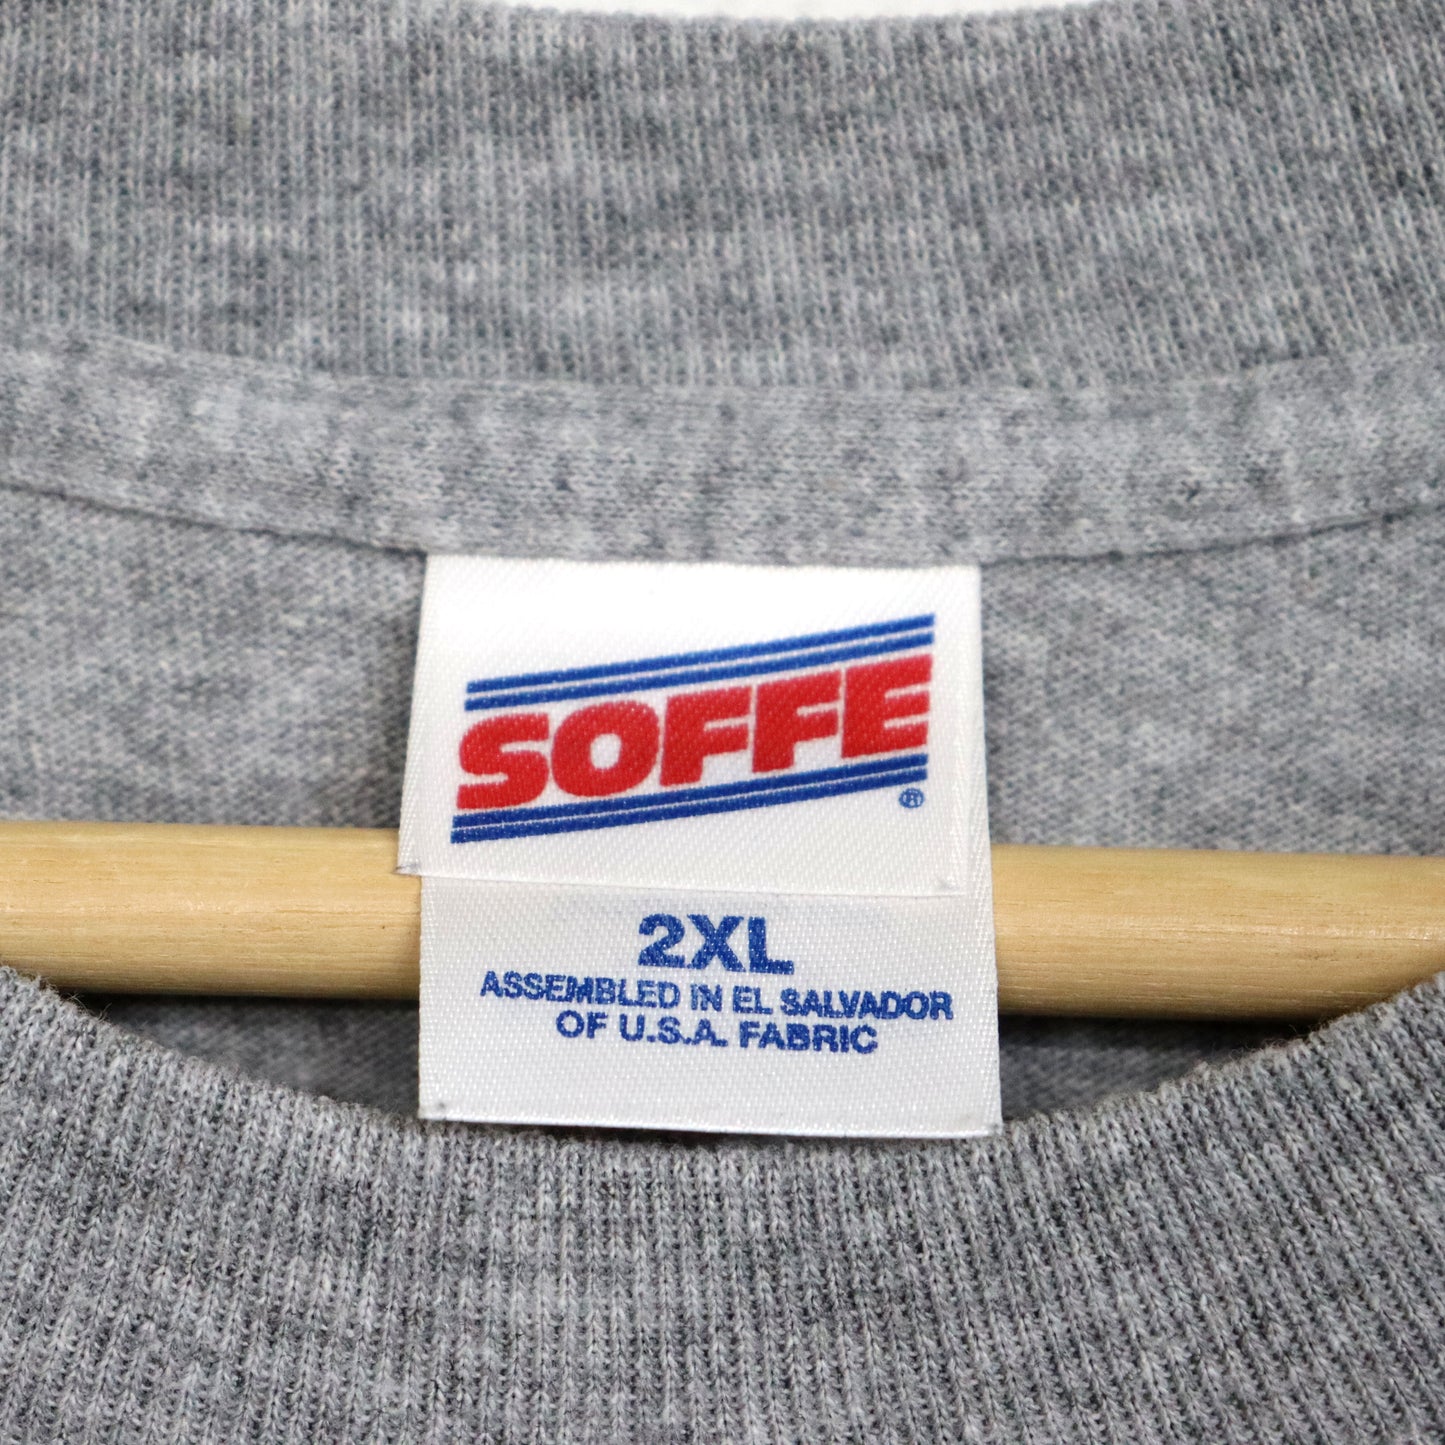 SOFFE
®
2XL
ASSEMBLED IN EL SALVADOR
OF U.S.A. FABRIC